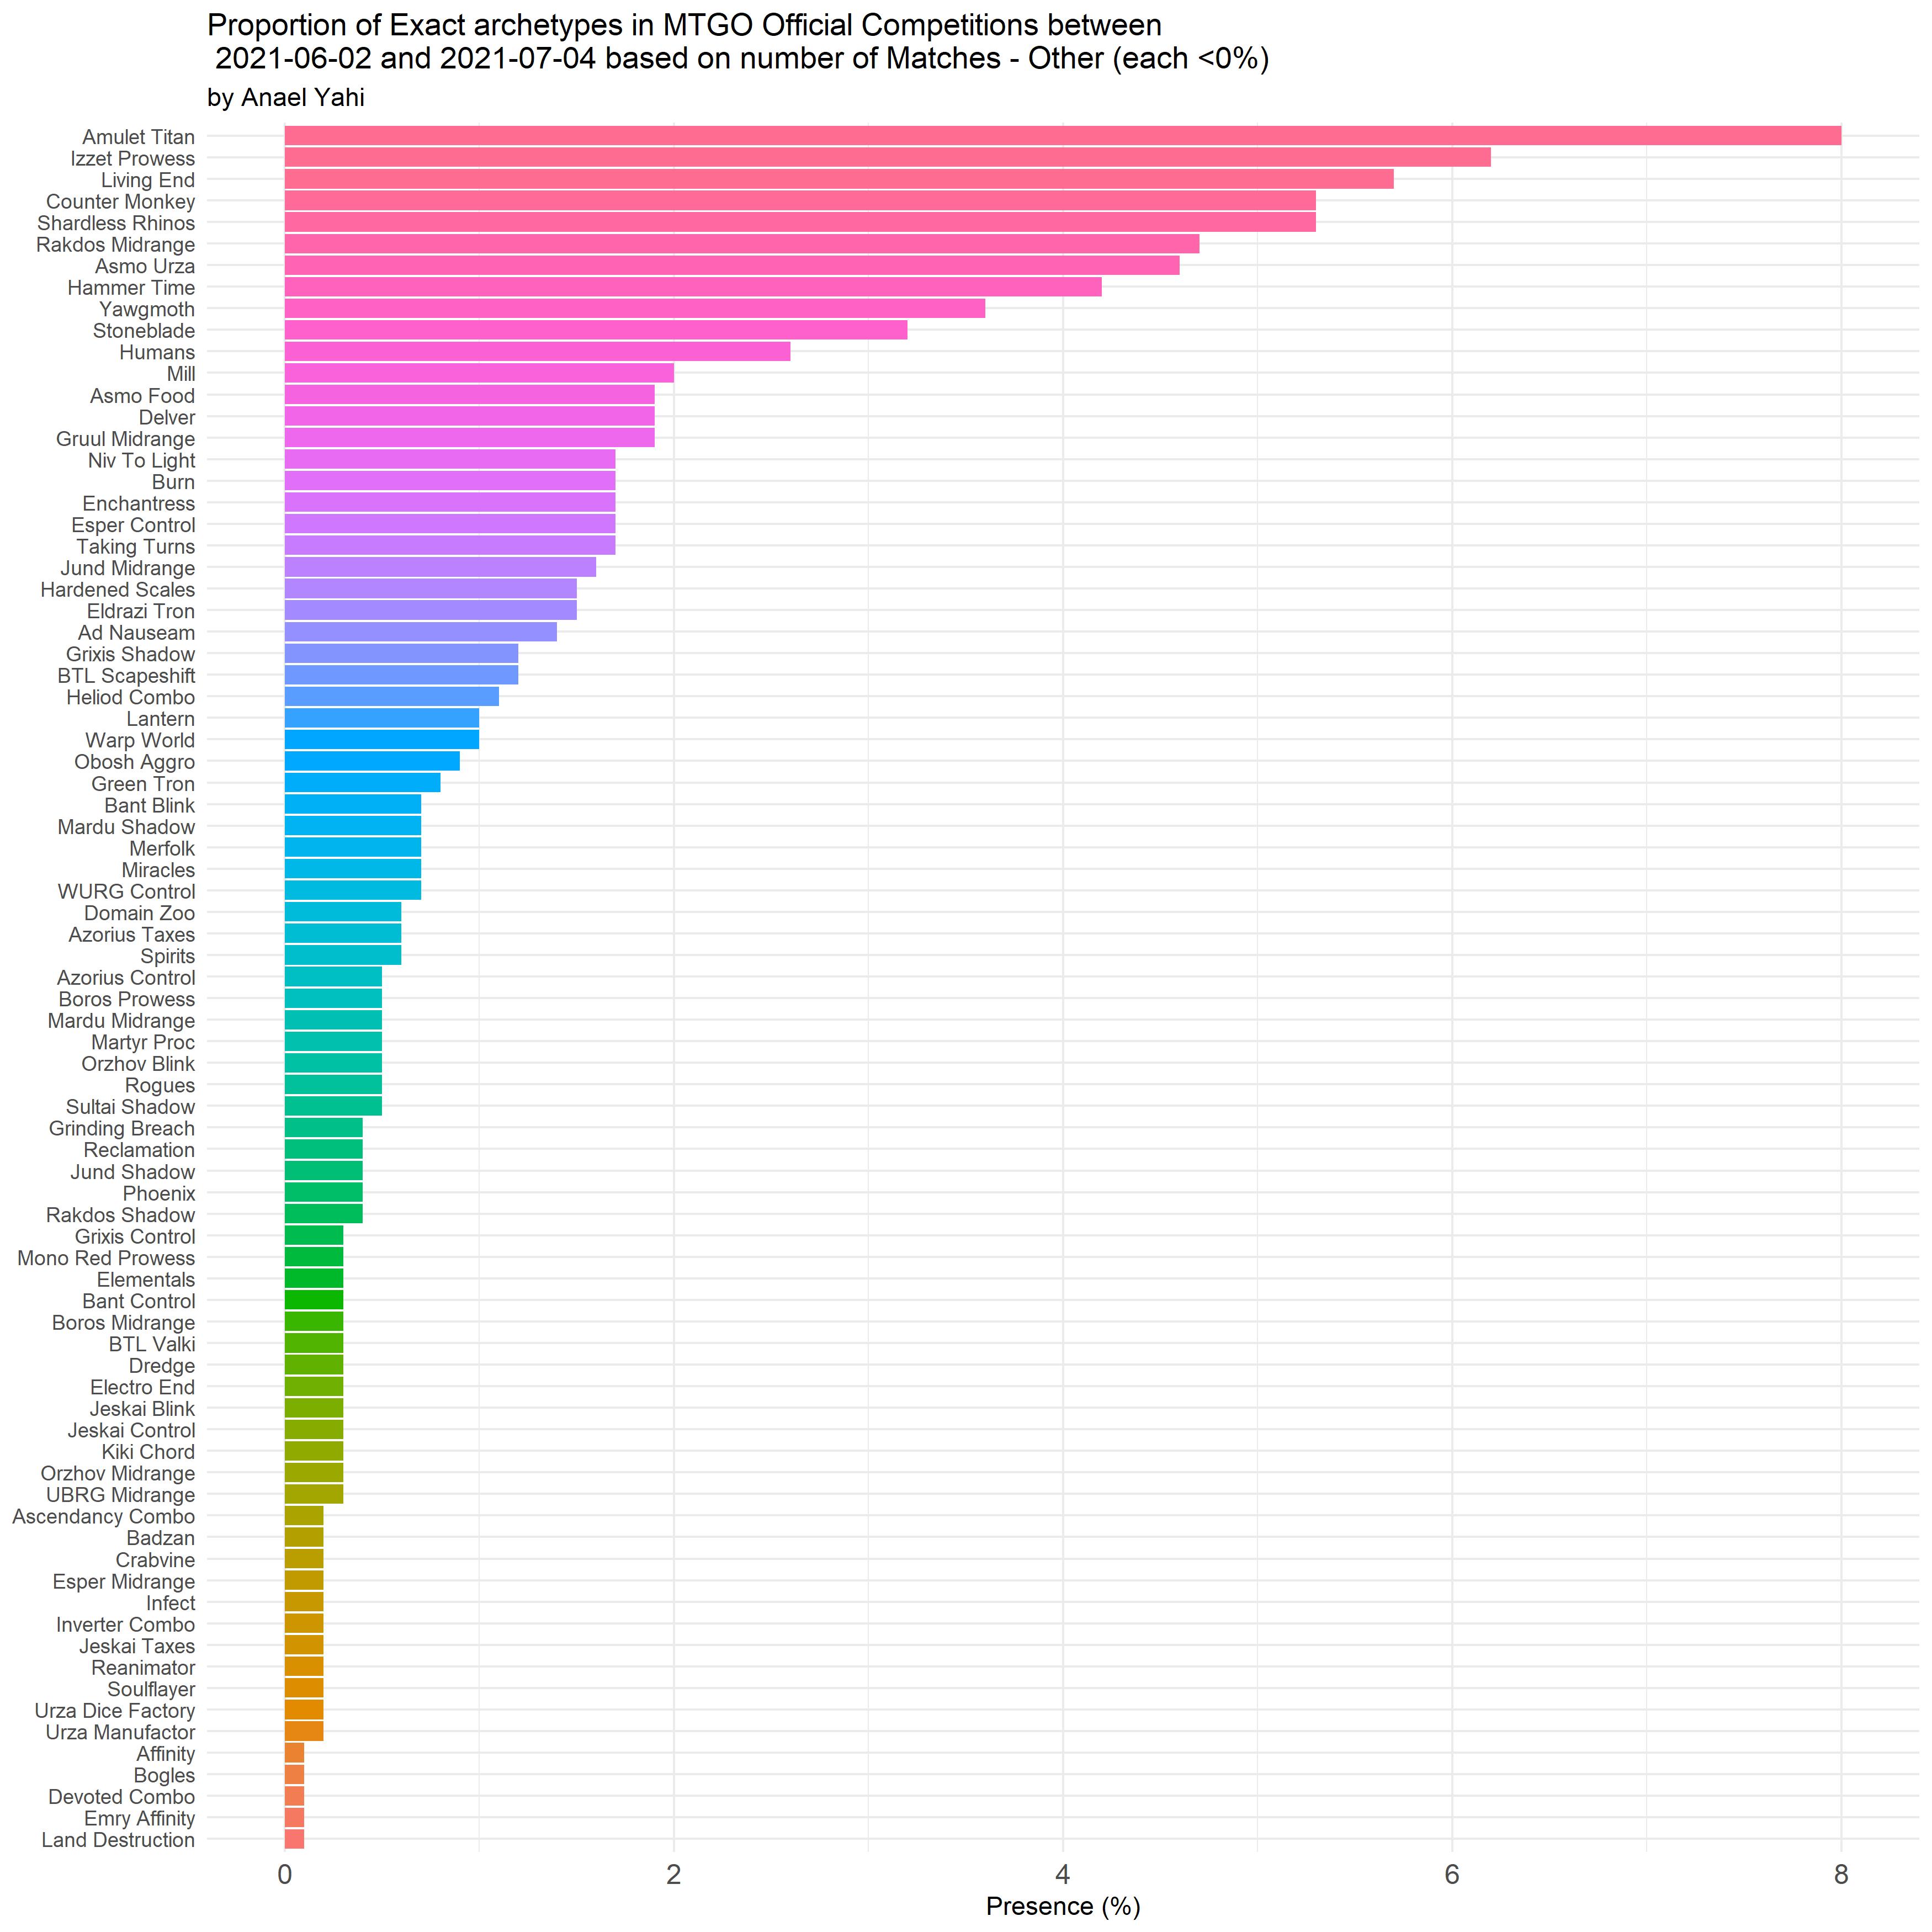 Proportion of Exact archetypes in MTGO Official Competitions between
2021-06-02 and 2021-07-04 based on number of Matches - Other (each <0%)
by Anael Yahi
Amulet Titan
Izzet Prowess
Living End
Counter Monkey
Shardless Rhinos
Rakdos Midrange
Asmo Urza
Hammer Time
Yawgmoth
Stoneblade
Humans
Mill
Asmo Food
Delver
Gruul Midrange
Niv To Light
Burn
Enchantress
Esper Control
Taking Turns
Jund Midrange
Hardened Scales
Eldrazi Tron
Ad Nauseam
Grixis Shadow
BTL Scapeshift
Heliod Combo
Lantern
Warp World
Obosh Aggro
Green Tron
Bant Blink
Mardu Shadow
Merfolk
Miracles
WURG Control
Domain Zoo
Azorius Taxes
Spirits
Azorius Control
Boros Prowess
Mardu Midrange
Martyr Proc
Orzhov Blink
Rogues
Sultai Shadow
Grinding Breach
Reclamation
Jund Shadow
Phoenix
Rakdos Shadow
Grixis Control
Mono Red Prowess
Elementals
Bant Control
Boros Midrange
BTL Valki
Dredge
Electro End
Jeskai Blink
Jeskai Control
Kiki Chord
Orzhov Midrange
UBRG Midrange
Ascendancy Combo
Badzan
Crabvine
Esper Midrange
Infect
Inverter Combo
Jeskai Taxes
Reanimator
Soulflayer
Urza Dice Factory
Urza Manufactor
Affinity
Bogles
Devoted Combo
Emry Affinity
Land Destruction
0 2 4 6 8
Presence (%)